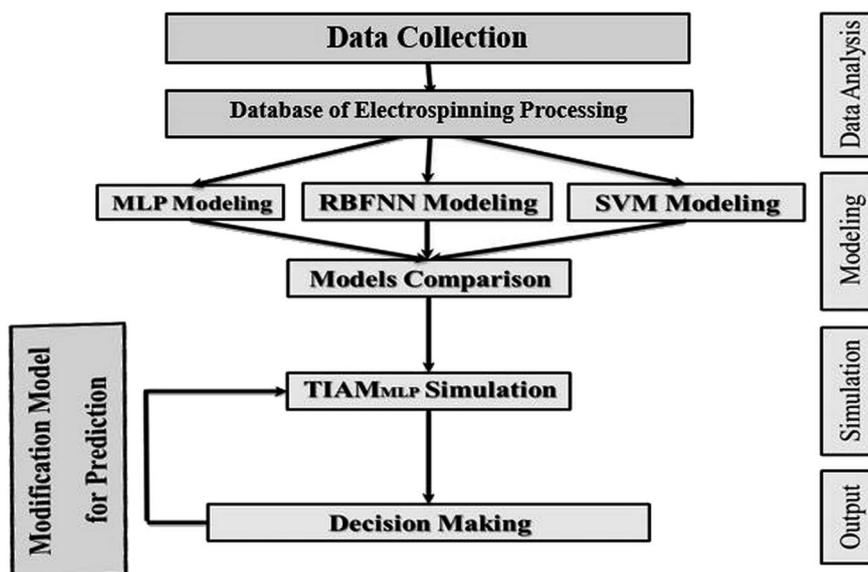 Data Collection
Data Analysis
Database of Electrospinning Processing
MLP Modeling
RBFNN Modeling
SVM Modeling
Modeling
Models Comparison
Modification Model
for Prediction
TIAMMLP Simulation
Simulation
Decision Making
Output